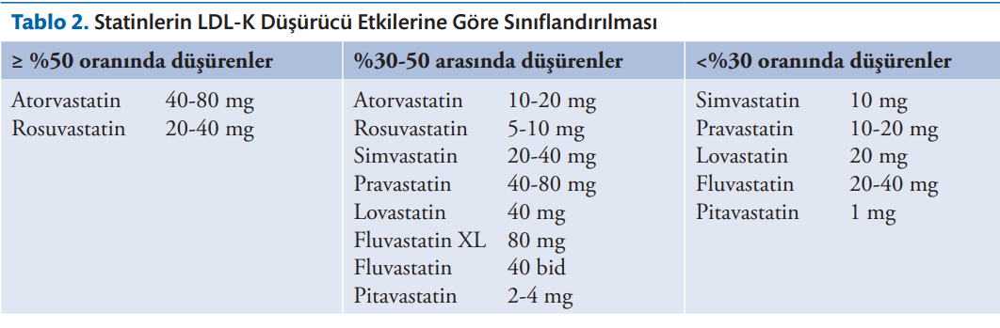 Tablo 2. Statinlerin LDL-K Düşürücü Etkilerine Göre Sınıflandırılması
≥ %50 oranında düşürenler %30-50 arasında düşürenler <%30 oranında düşürenler
Atorvastatin 40-80 mg Atorvastatin 10-20 mg Simvastatin 10 mg
Rosuvastatin 20-40 mg Rosuvastatin 5-10 mg Pravastatin 10-20 mg
Simvastatin 20-40 mg Lovastatin 20 mg
Pravastatin 40-80 mg Fluvastatin 20-40 mg
Lovastatin 40 mg Pitavastatin 1 mg
Fluvastatin XL 80 mg
Fluvastatin 40 bid
Pitavastatin 2-4 mg